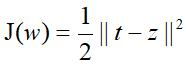 J(w) = 1/2 || t − z ||²